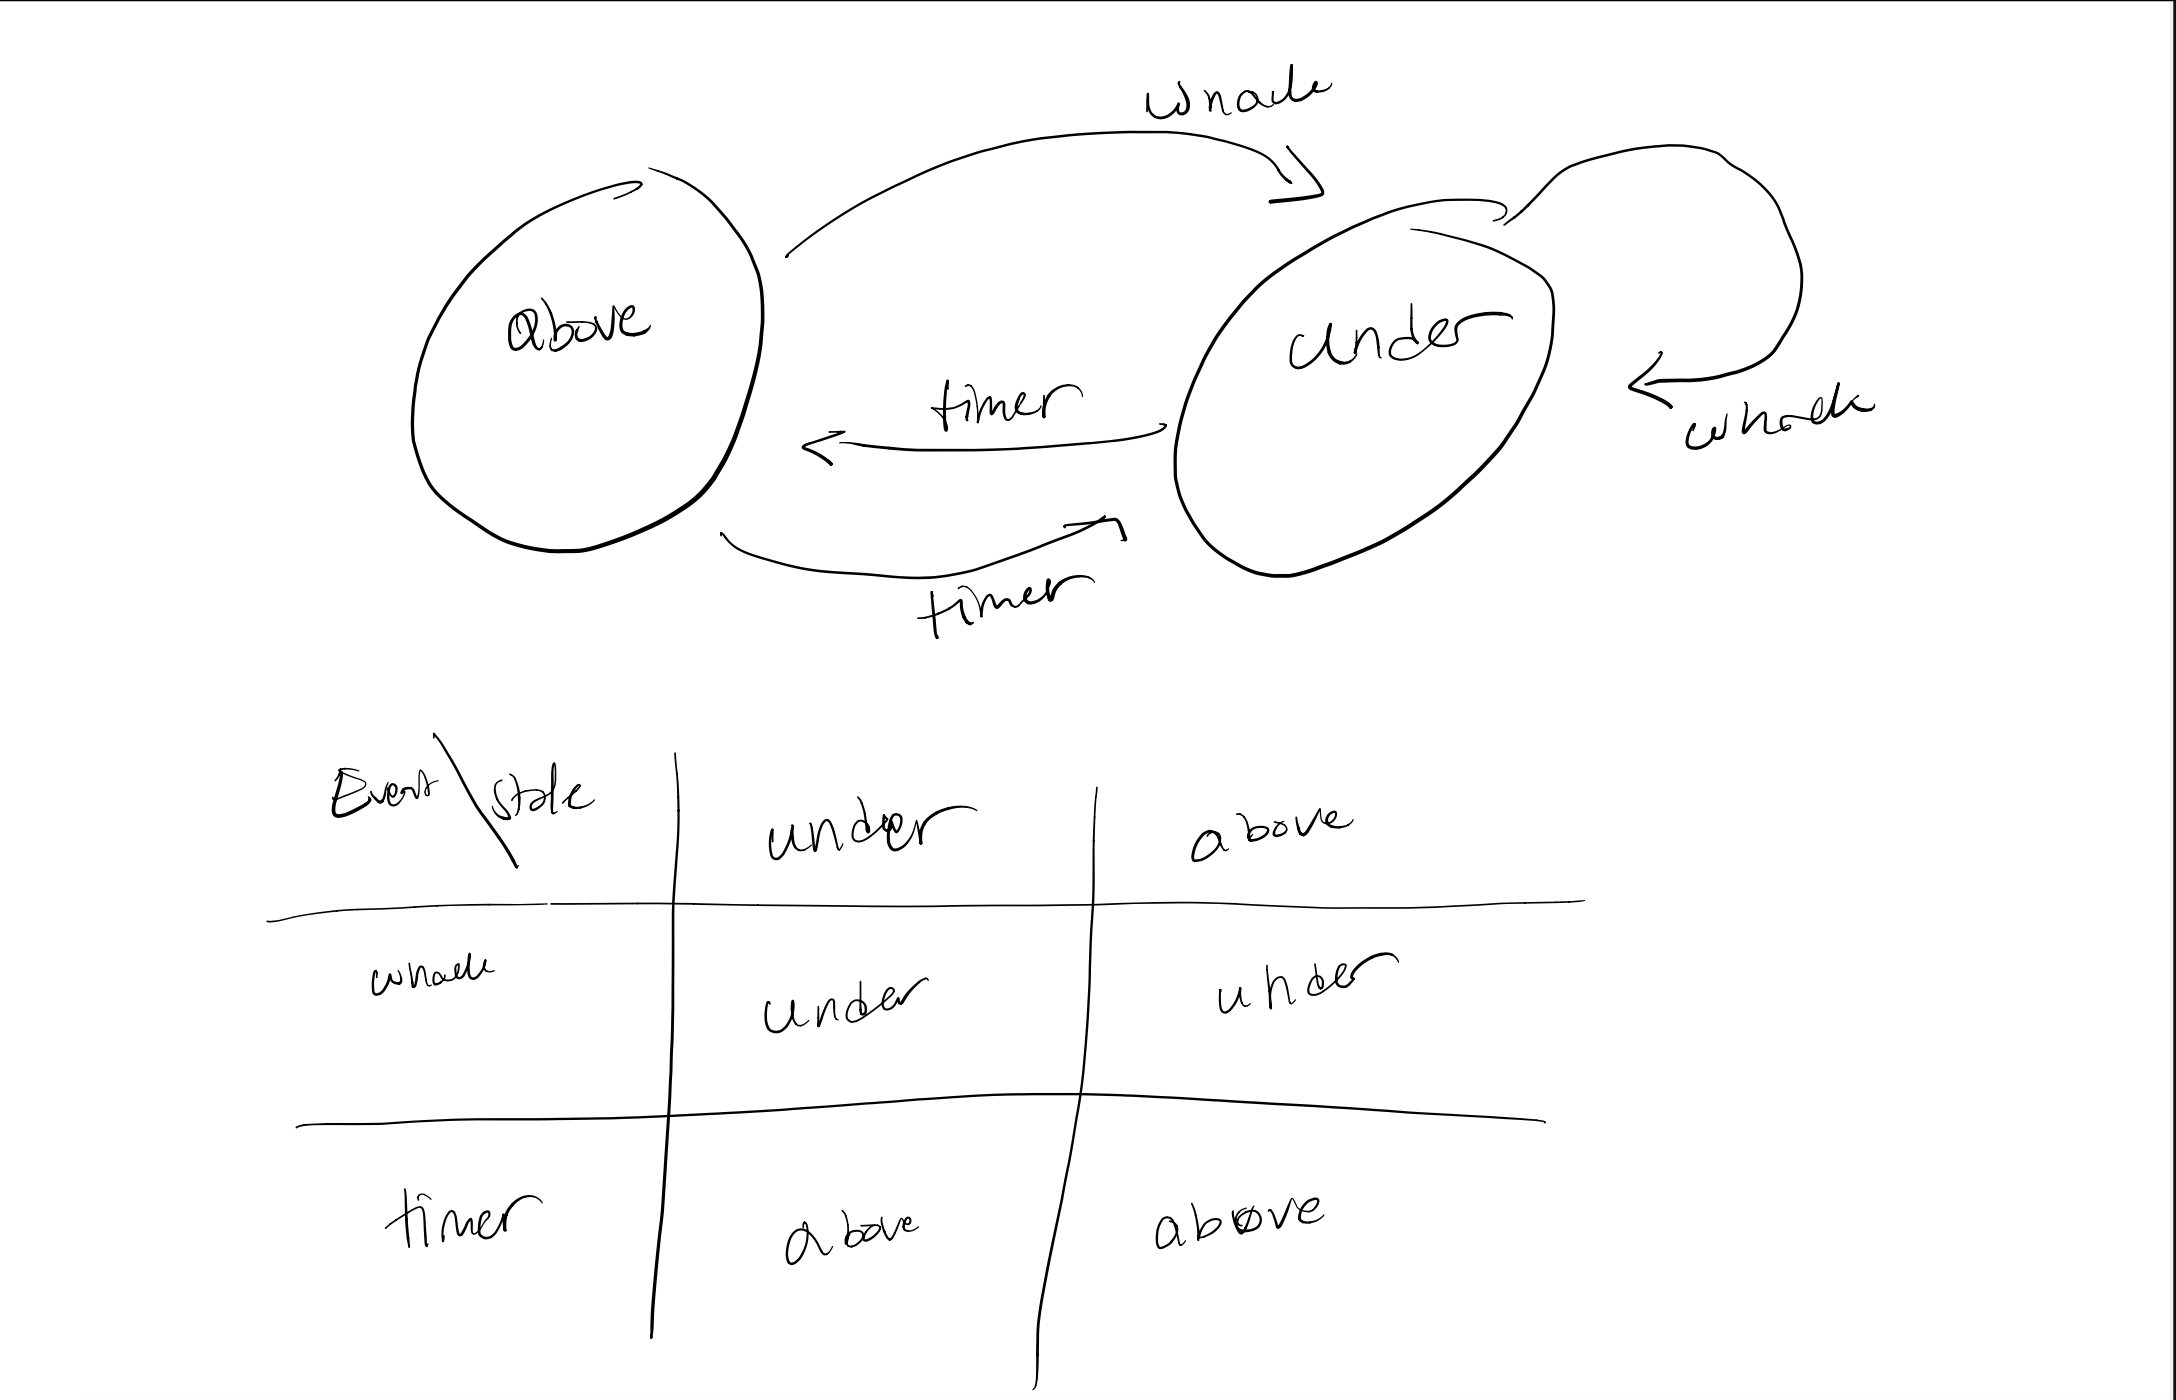 whack
above
under
timer
whack
timer
Event \ State under above
whack under under
timer above above